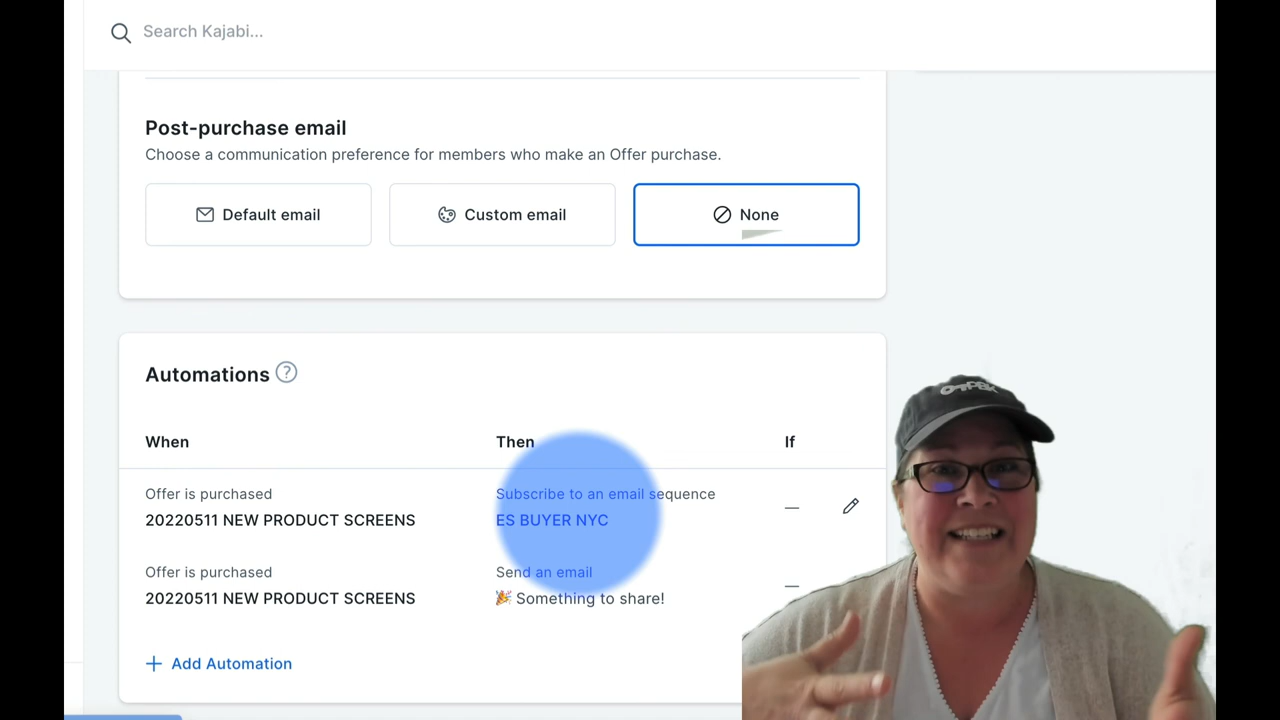 Search Kajabi...
Post-purchase email
Choose a communication preference for members who make an Offer purchase.
Default email
Custom email
None
Automations ?
When
Then
If
Offer is purchased
Subscribe to an email sequence
20220511 NEW PRODUCT SCREENS
ES BUYER NYC
—
Offer is purchased
Send an email
20220511 NEW PRODUCT SCREENS
🎉 Something to share!
—
+ Add Automation